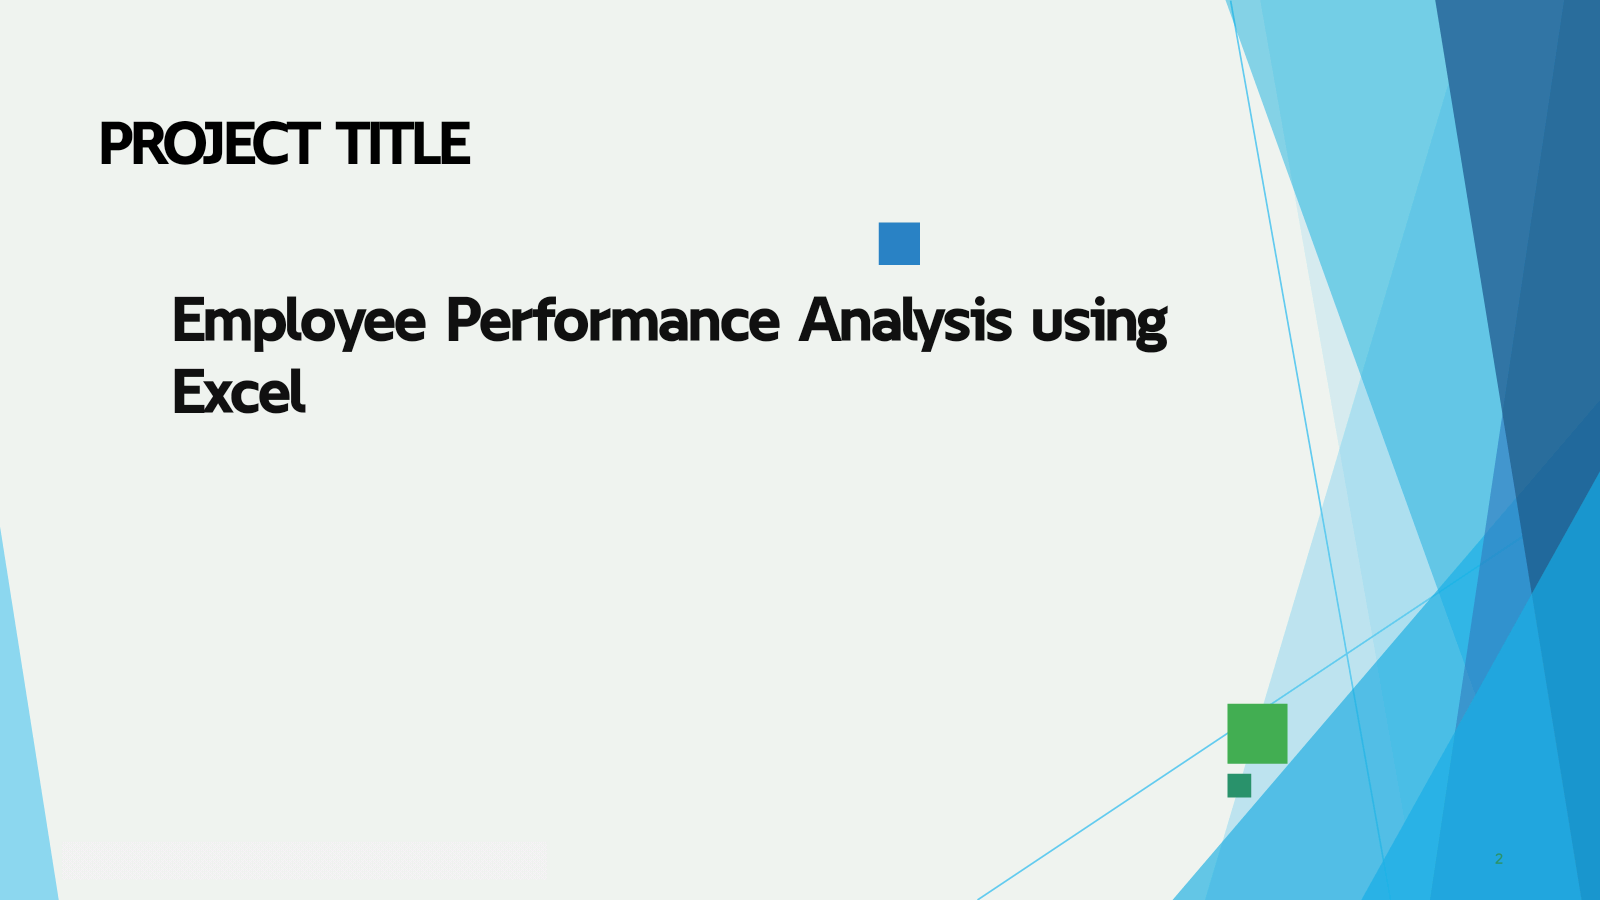 PROJECT TITLE
Employee Performance Analysis using
Excel
2